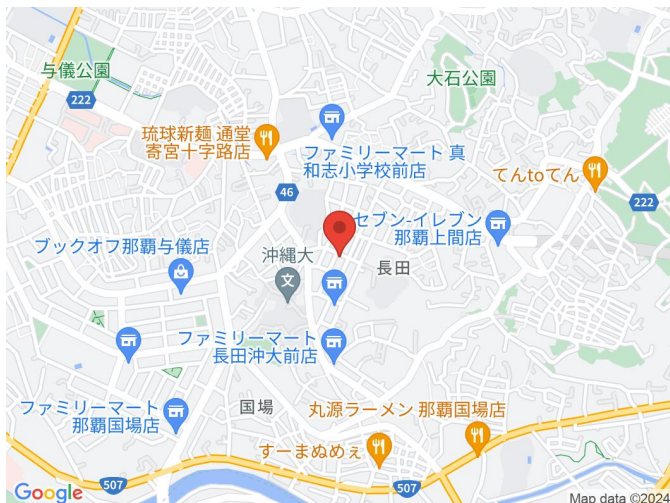 与儀公園
222
大石公園
琉球新麺 通堂
寄宮十字路店
ファミリーマート 真
和志小学校前店
てんtoてん
222
46
セブン-イレブン
那覇上間店
ブックオフ那覇与儀店
沖縄大
文
長田
ファミリーマート
長田沖大前店
ファミリーマート
那覇国場店
国場
丸源ラーメン 那覇国場店
すーまぬめぇ
507
507
Google
Map data ©2024